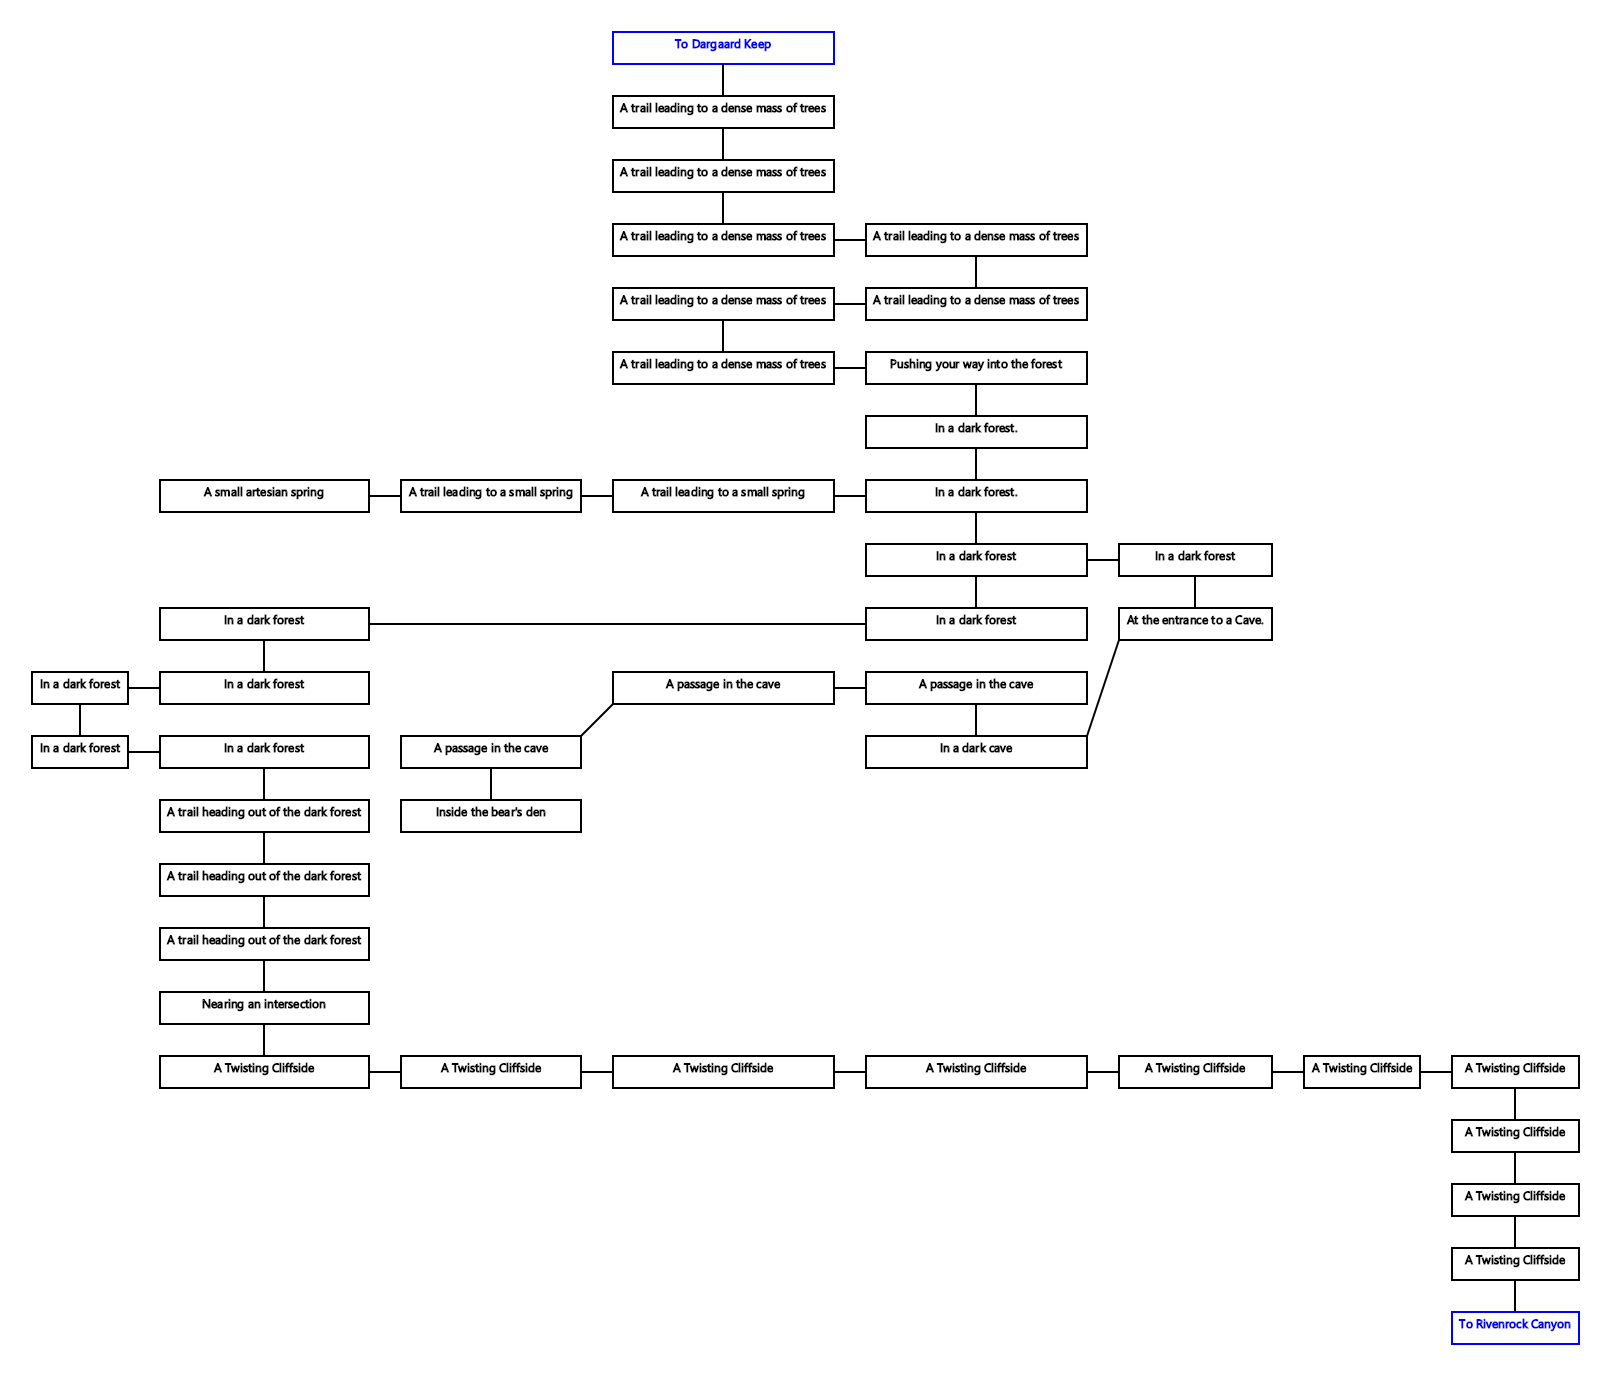 To Dargaard Keep
A trail leading to a dense mass of trees
A trail leading to a dense mass of trees
A trail leading to a dense mass of trees
A trail leading to a dense mass of trees
A trail leading to a dense mass of trees
A trail leading to a dense mass of trees
A trail leading to a dense mass of trees
Pushing your way into the forest
In a dark forest.
A small artesian spring
A trail leading to a small spring
A trail leading to a small spring
In a dark forest.
In a dark forest
In a dark forest
In a dark forest
In a dark forest
At the entrance to a Cave.
In a dark forest
In a dark forest
A passage in the cave
A passage in the cave
In a dark forest
In a dark forest
A passage in the cave
In a dark cave
A trail heading out of the dark forest
Inside the bear's den
A trail heading out of the dark forest
A trail heading out of the dark forest
Nearing an intersection
A Twisting Cliffside
A Twisting Cliffside
A Twisting Cliffside
A Twisting Cliffside
A Twisting Cliffside
A Twisting Cliffside
A Twisting Cliffside
A Twisting Cliffside
A Twisting Cliffside
A Twisting Cliffside
To Rivenrock Canyon